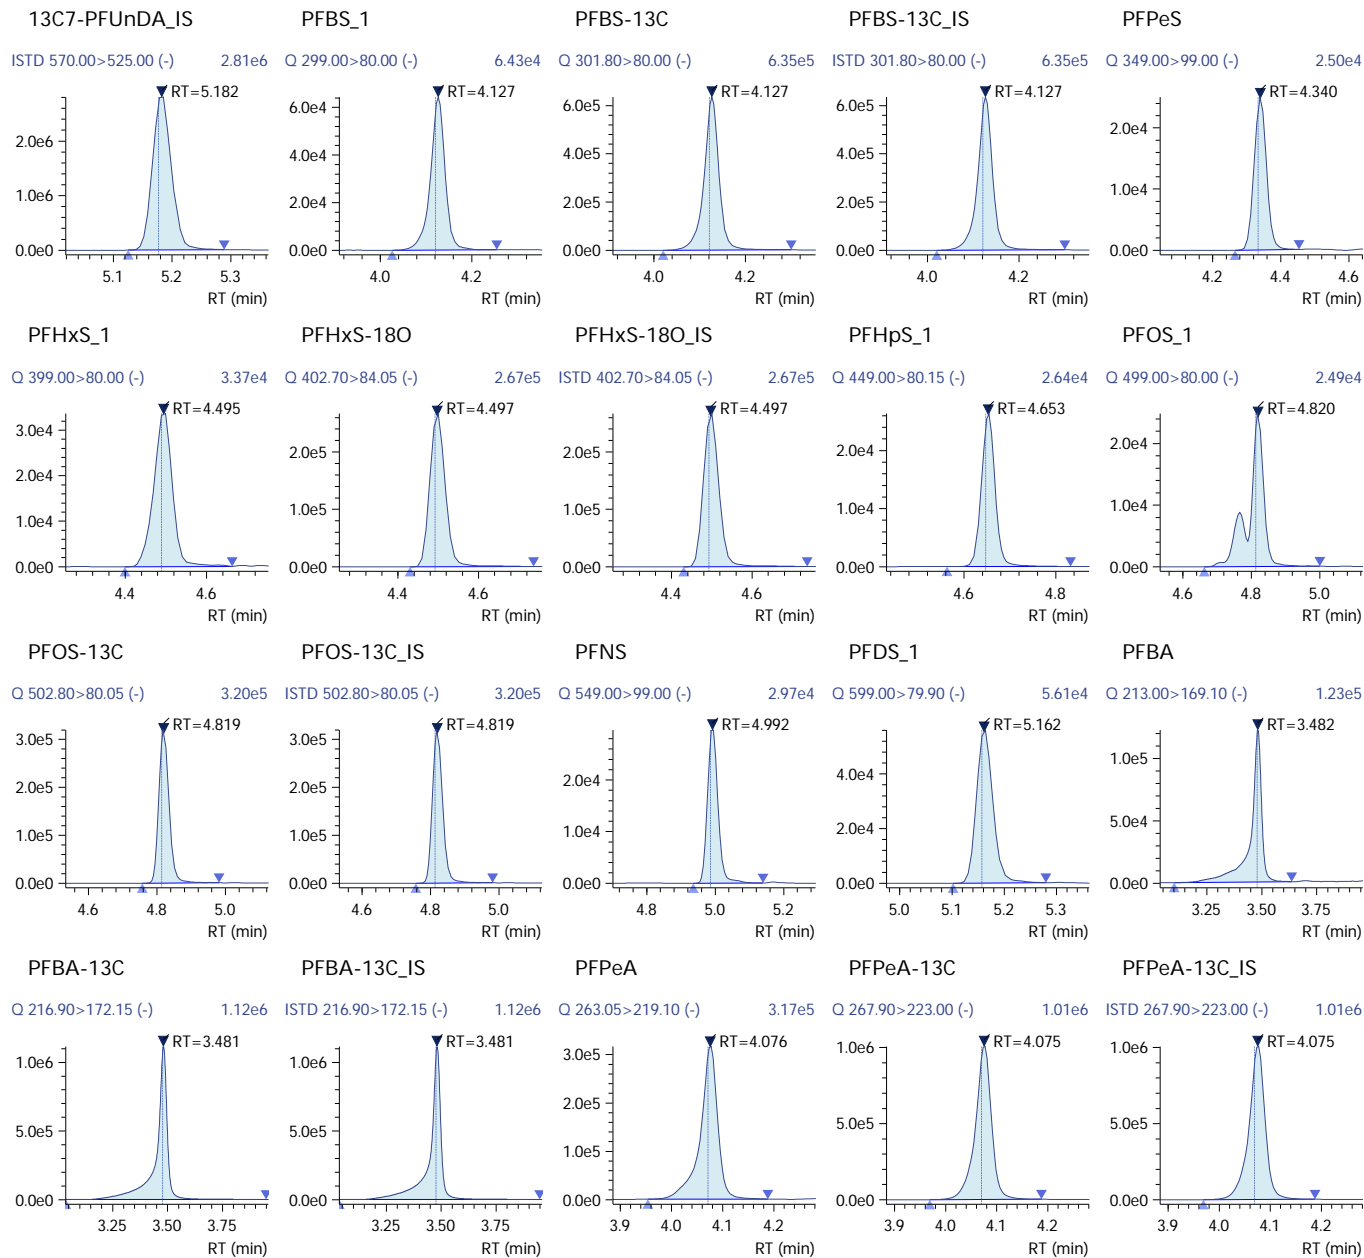 13C7-PFUnDA_IS
ISTD 570.00>525.00 (-) 2.81e6
RT=5.182
2.0e6
1.0e6
0.0e0
5.1 5.2 5.3
RT (min)
PFBS_1
Q 299.00>80.00 (-) 6.43e4
RT=4.127
6.0e4
4.0e4
2.0e4
0.0e0
4.0 4.2
RT (min)
PFBS-13C
Q 301.80>80.00 (-) 6.35e5
RT=4.127
6.0e5
4.0e5
2.0e5
0.0e0
4.0 4.2
RT (min)
PFBS-13C_IS
ISTD 301.80>80.00 (-) 6.35e5
RT=4.127
6.0e5
4.0e5
2.0e5
0.0e0
4.0 4.2
RT (min)
PFPeS
Q 349.00>99.00 (-) 2.50e4
RT=4.340
2.0e4
1.0e4
0.0e0
4.2 4.4 4.6
RT (min)
PFHxS_1
Q 399.00>80.00 (-) 3.37e4
RT=4.495
3.0e4
2.0e4
1.0e4
0.0e0
4.4 4.6
RT (min)
PFHxS-18O
Q 402.70>84.05 (-) 2.67e5
RT=4.497
2.0e5
1.0e5
0.0e0
4.4 4.6
RT (min)
PFHxS-18O_IS
ISTD 402.70>84.05 (-) 2.67e5
RT=4.497
2.0e5
1.0e5
0.0e0
4.4 4.6
RT (min)
PFHpS_1
Q 449.00>80.15 (-) 2.64e4
RT=4.653
2.0e4
1.0e4
0.0e0
4.6 4.8
RT (min)
PFOS_1
Q 499.00>80.00 (-) 2.49e4
RT=4.820
2.0e4
1.0e4
0.0e0
4.6 4.8 5.0
RT (min)
PFOS-13C
Q 502.80>80.05 (-) 3.20e5
RT=4.819
3.0e5
2.0e5
1.0e5
0.0e0
4.6 4.8 5.0
RT (min)
PFOS-13C_IS
ISTD 502.80>80.05 (-) 3.20e5
RT=4.819
3.0e5
2.0e5
1.0e5
0.0e0
4.6 4.8 5.0
RT (min)
PFNS
Q 549.00>99.00 (-) 2.97e4
RT=4.992
2.0e4
1.0e4
0.0e0
4.8 5.0 5.2
RT (min)
PFDS_1
Q 599.00>79.90 (-) 5.61e4
RT=5.162
4.0e4
2.0e4
0.0e0
5.0 5.1 5.2 5.3
RT (min)
PFBA
Q 213.00>169.10 (-) 1.23e5
RT=3.482
1.0e5
5.0e4
0.0e0
3.25 3.50 3.75
RT (min)
PFBA-13C
Q 216.90>172.15 (-) 1.12e6
RT=3.481
1.0e6
5.0e5
0.0e0
3.25 3.50 3.75
RT (min)
PFBA-13C_IS
ISTD 216.90>172.15 (-) 1.12e6
RT=3.481
1.0e6
5.0e5
0.0e0
3.25 3.50 3.75
RT (min)
PFPeA
Q 263.05>219.10 (-) 3.17e5
RT=4.076
3.0e5
2.0e5
1.0e5
0.0e0
3.9 4.0 4.1 4.2
RT (min)
PFPeA-13C
Q 267.90>223.00 (-) 1.01e6
RT=4.075
1.0e6
5.0e5
0.0e0
3.9 4.0 4.1 4.2
RT (min)
PFPeA-13C_IS
ISTD 267.90>223.00 (-) 1.01e6
RT=4.075
1.0e6
5.0e5
0.0e0
3.9 4.0 4.1 4.2
RT (min)